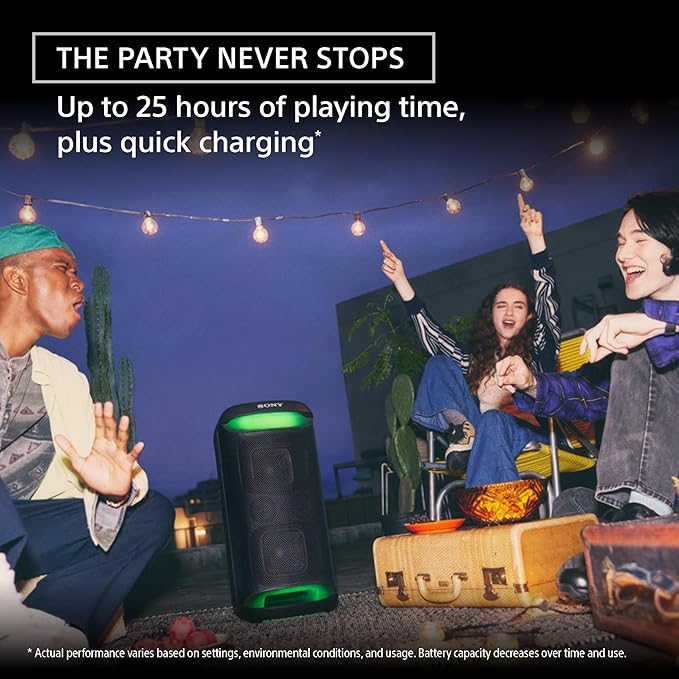 THE PARTY NEVER STOPS
Up to 25 hours of playing time,
plus quick charging*
SONY
* Actual performance varies based on settings, environmental conditions, and usage. Battery capacity decreases over time and use.